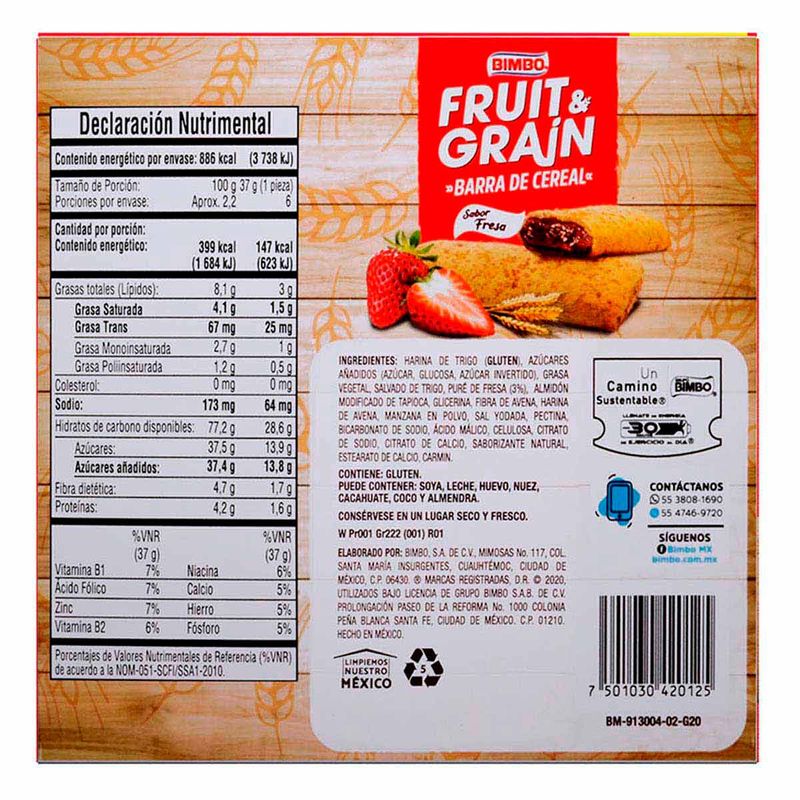 BIMBO
FRUIT &
GRAIN
»BARRA DE CEREAL«
Sabor
Fresa
Declaración Nutrimental
Contenido energético por envase: 886 kcal (3 738 kJ)
Tamaño de Porción: 100 g 37 g (1 pieza)
Porciones por envase: Aprox. 2,2 6
Cantidad por porción:
Contenido energético: 399 kcal 147 kcal
(1 684 kJ) (623 kJ)
Grasas totales (Lípidos): 8,1 g 3 g
Grasa Saturada 4,1 g 1,5 g
Grasa Trans 67 mg 25 mg
Grasa Monoinsaturada 2,7 g 1 g
Grasa Poliinsaturada 1,2 g 0,5 g
Colesterol: 0 mg 0 mg
Sodio: 173 mg 64 mg
Hidratos de carbono disponibles: 77,2 g 28,6 g
Azúcares: 37,5 g 13,9 g
Azúcares añadidos: 37,4 g 13,8 g
Fibra dietética: 4,7 g 1,7 g
Proteínas: 4,2 g 1,6 g
%VNR %VNR
(37 g) (37 g)
Vitamina B1 7% Niacina 6%
Ácido Fólico 7% Calcio 5%
Zinc 7% Hierro 5%
Vitamina B2 6% Fósforo 5%
Porcentajes de Valores Nutrimentales de Referencia (%VNR)
de acuerdo a la NOM-051-SCFI/SSA1-2010.
INGREDIENTES: HARINA DE TRIGO (GLUTEN), AZÚCARES
AÑADIDOS (AZÚCAR, GLUCOSA, AZÚCAR INVERTIDO), GRASA
VEGETAL, SALVADO DE TRIGO, PURÉ DE FRESA (3%), ALMIDÓN
MODIFICADO DE TAPIOCA, GLICERINA, FIBRA DE AVENA, HARINA
DE AVENA, MANZANA EN POLVO, SAL YODADA, PECTINA,
BICARBONATO DE SODIO, ÁCIDO MÁLICO, CELULOSA, CITRATO
DE SODIO, CITRATO DE CALCIO, SABORIZANTE NATURAL,
ESTEARATO DE CALCIO, CARMIN.
CONTIENE: GLUTEN.
PUEDE CONTENER: SOYA, LECHE, HUEVO, NUEZ,
CACAHUATE, COCO Y ALMENDRA.
CONSÉRVESE EN UN LUGAR SECO Y FRESCO.
W Pr001 Gr222 (001) R01
ELABORADO POR: BIMBO, S.A. DE C.V., MIMOSAS No. 117, COL.
SANTA MARÍA INSURGENTES, CUAUHTÉMOC, CIUDAD DE
MÉXICO, C.P. 06430. ® MARCAS REGISTRADAS, D.R. © 2020,
UTILIZADOS BAJO LICENCIA DE GRUPO BIMBO S.A.B. DE C.V.
PROLONGACIÓN PASEO DE LA REFORMA No. 1000 COLONIA
PEÑA BLANCA SANTA FE, CIUDAD DE MÉXICO. C.P. 01210.
HECHO EN MÉXICO.
LIMPIEMOS
NUESTRO
MÉXICO
5
Un
Camino
Sustentable®
BIMBO
LLÉNATE DE ENERGÍA
30
DE EJERCICIO AL DÍA®
CONTÁCTANOS
55 3808-1690
55 4746-9720
SÍGUENOS
Bimbo MX
bimbo.com.mx
7 501030 420125
BM-913004-02-G20